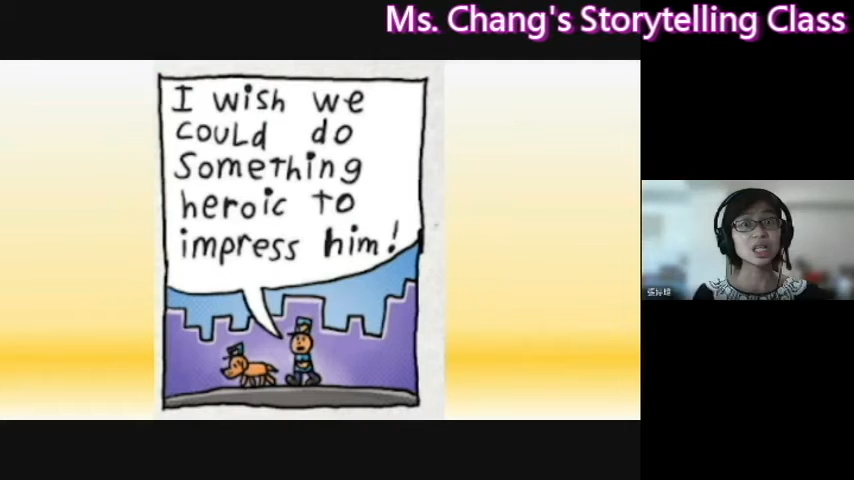 Ms. Chang's Storytelling Class
I wish we
could do
something
heroic to
impress him!